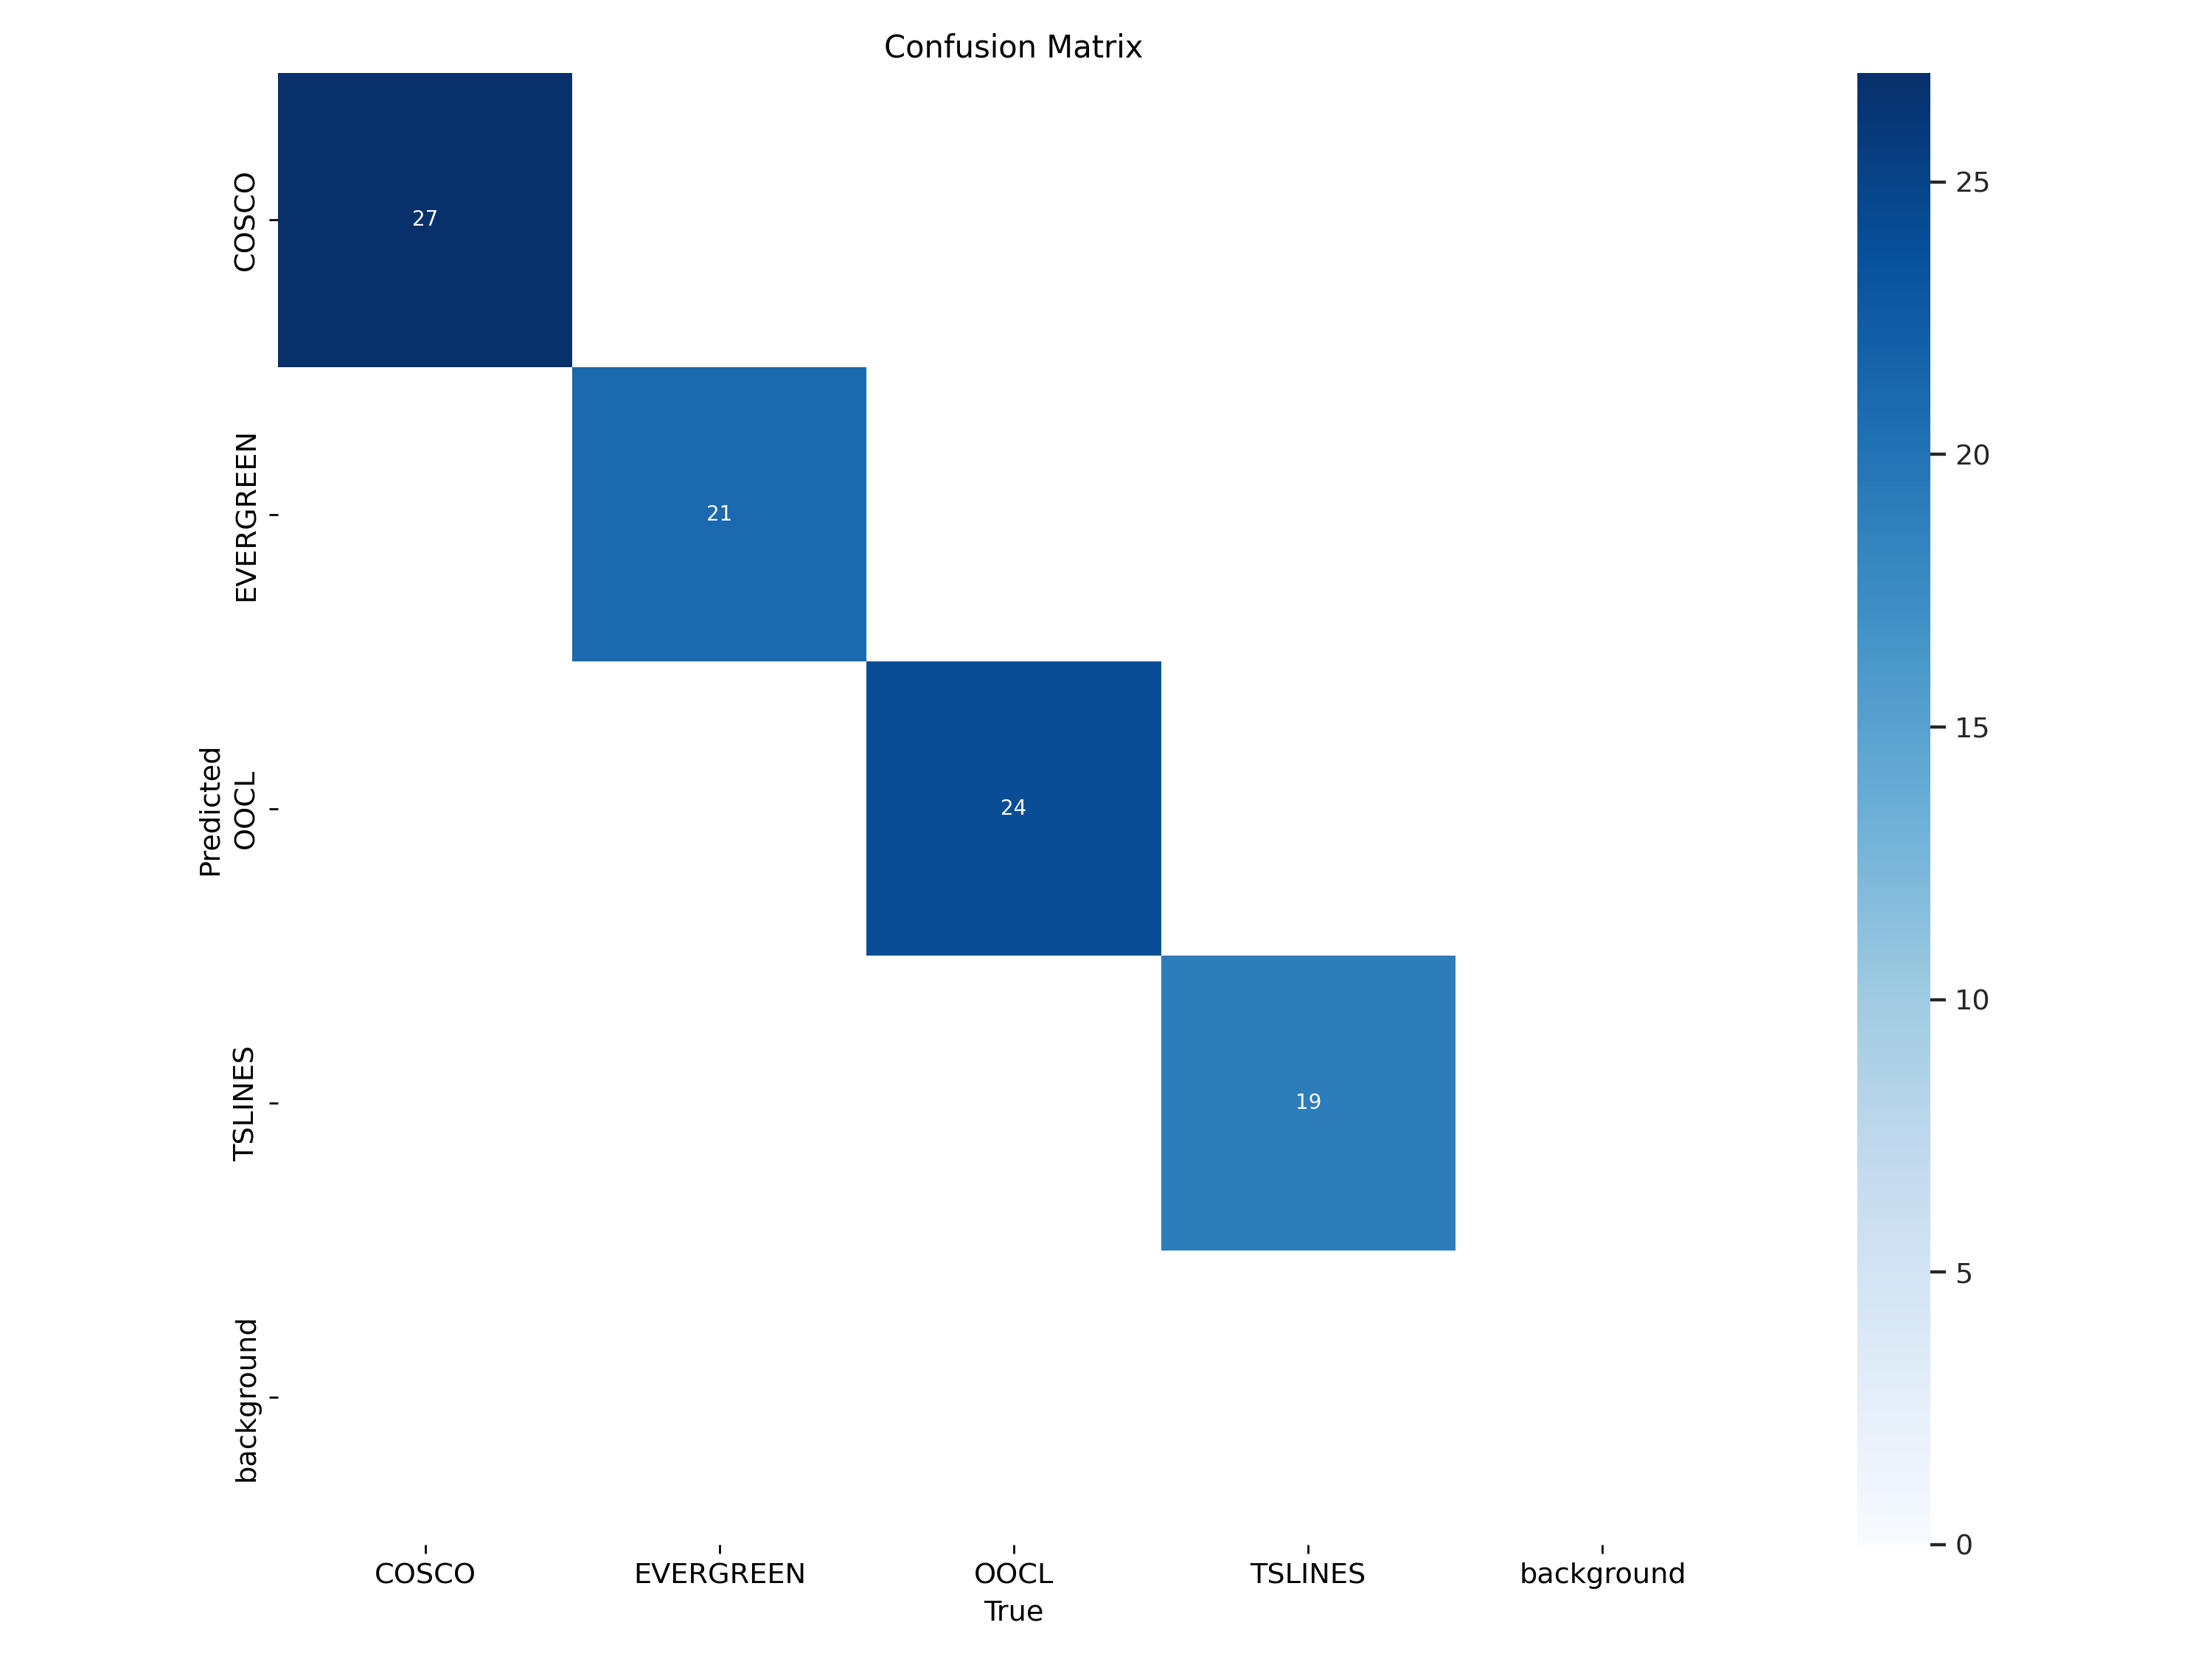 Confusion Matrix
COSCO
27
EVERGREEN
21
Predicted
OOCL
24
TSLINES
19
background
COSCO EVERGREEN OOCL TSLINES background
True
25
20
15
10
5
0